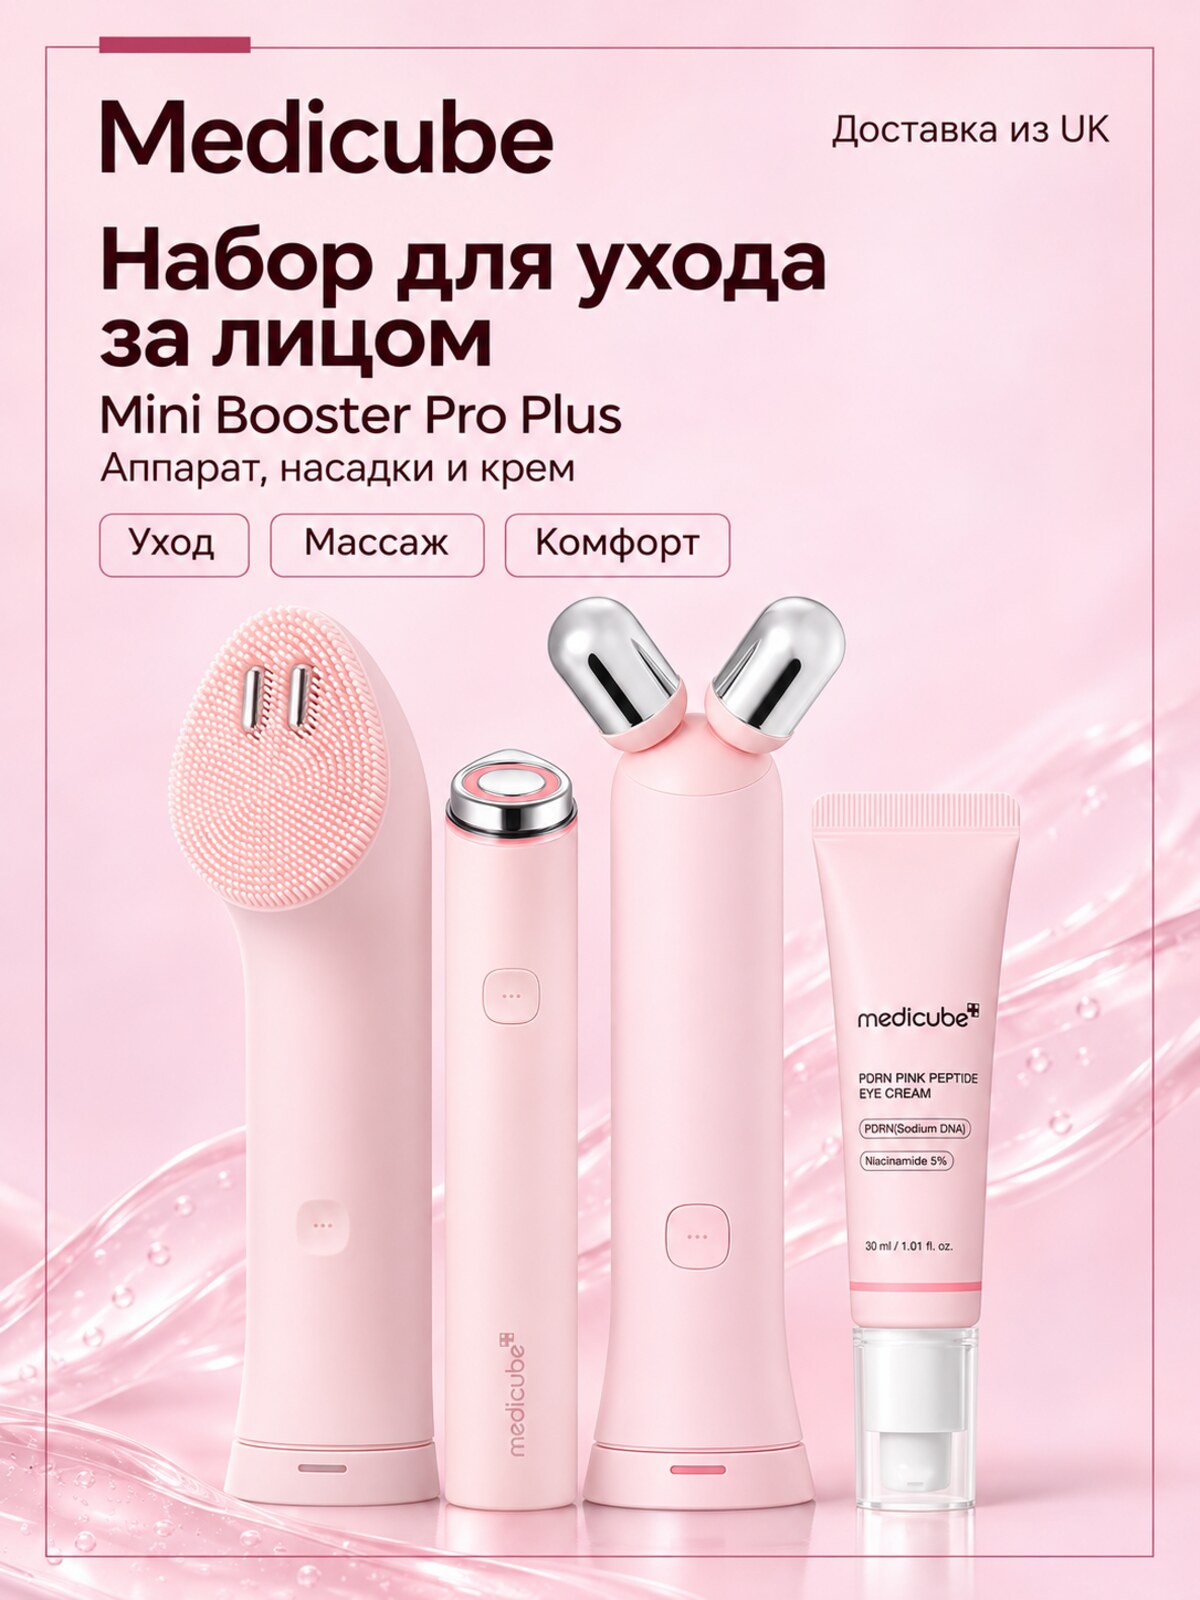 Medicube
Доставка из UK
Набор для ухода
за лицом
Mini Booster Pro Plus
Аппарат, насадки и крем
Уход
Массаж
Комфорт
medicube
medicube
PDRN PINK PEPTIDE
EYE CREAM
PDRN(Sodium DNA)
Niacinamide 5%
30 ml / 1.01 fl. oz.